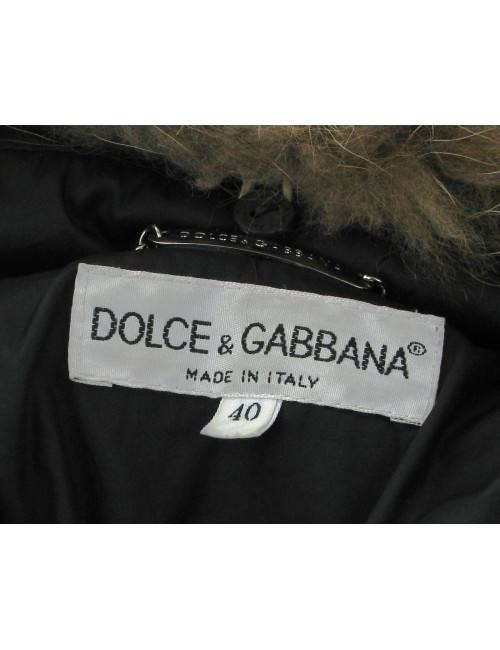 DOLCE & GABBANA
DOLCE & GABBANA®
MADE IN ITALY
40